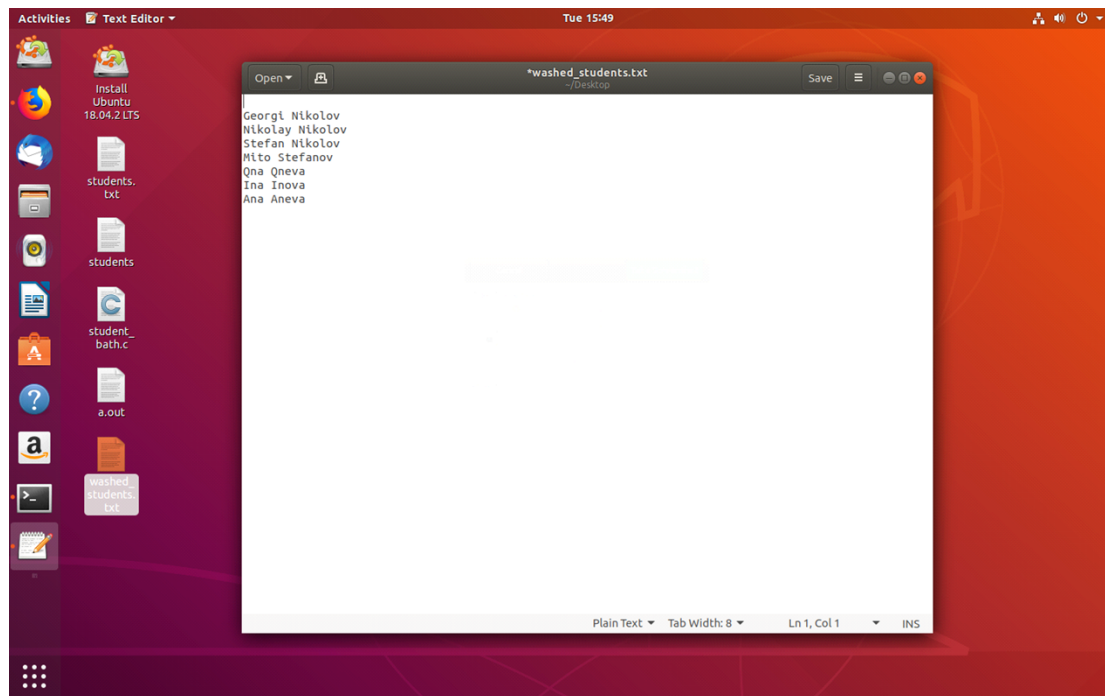 Activities Text Editor Tue 15:49
Install
Ubuntu
18.04.2 LTS
students.
txt
students
student_
bath.c
a.out
washed_
students.
txt
Open *washed_students.txt Save
~/Desktop
Georgi Nikolov
Nikolay Nikolov
Stefan Nikolov
Mito Stefanov
Qna Qneva
Ina Inova
Ana Aneva
Plain Text Tab Width: 8 Ln 1, Col 1 INS